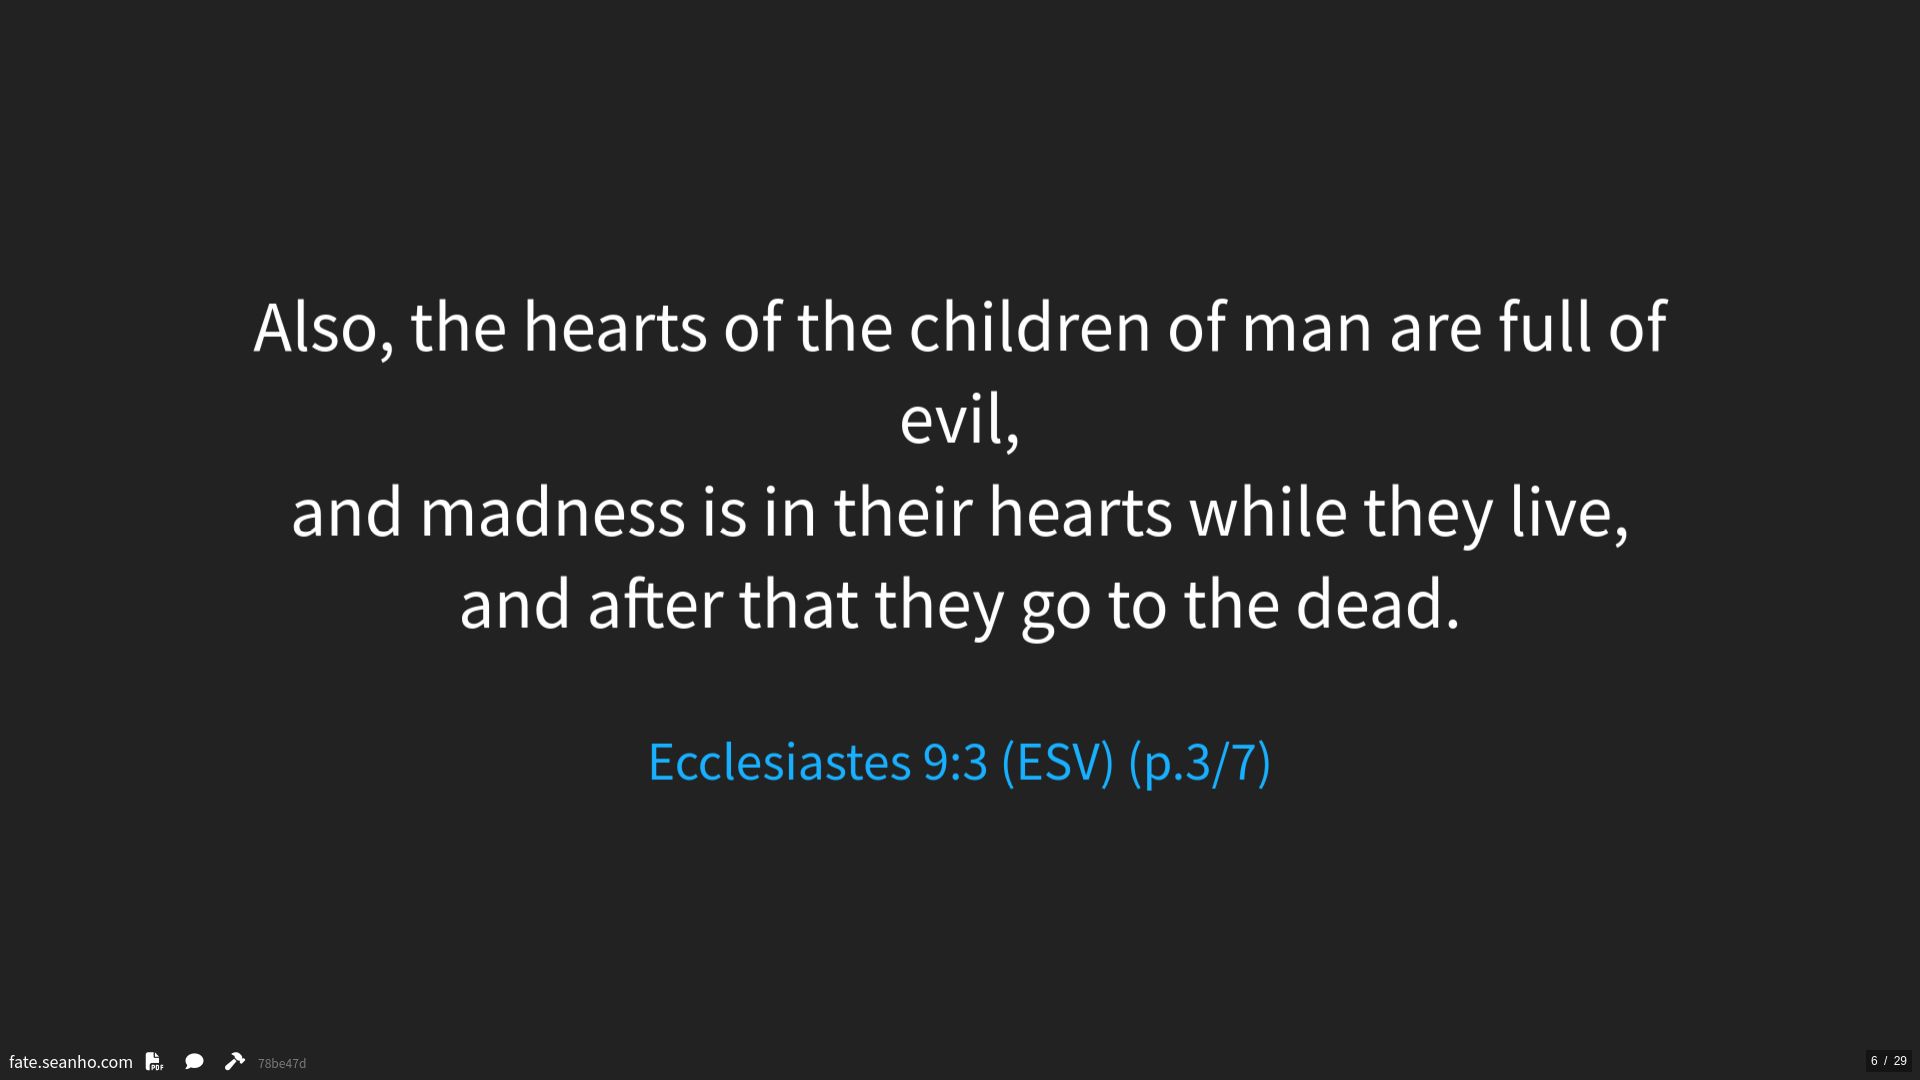 Also, the hearts of the children of man are full of
evil,
and madness is in their hearts while they live,
and after that they go to the dead.
Ecclesiastes 9:3 (ESV) (p.3/7)
fate.seanho.com PDF 78be47d
6 / 29